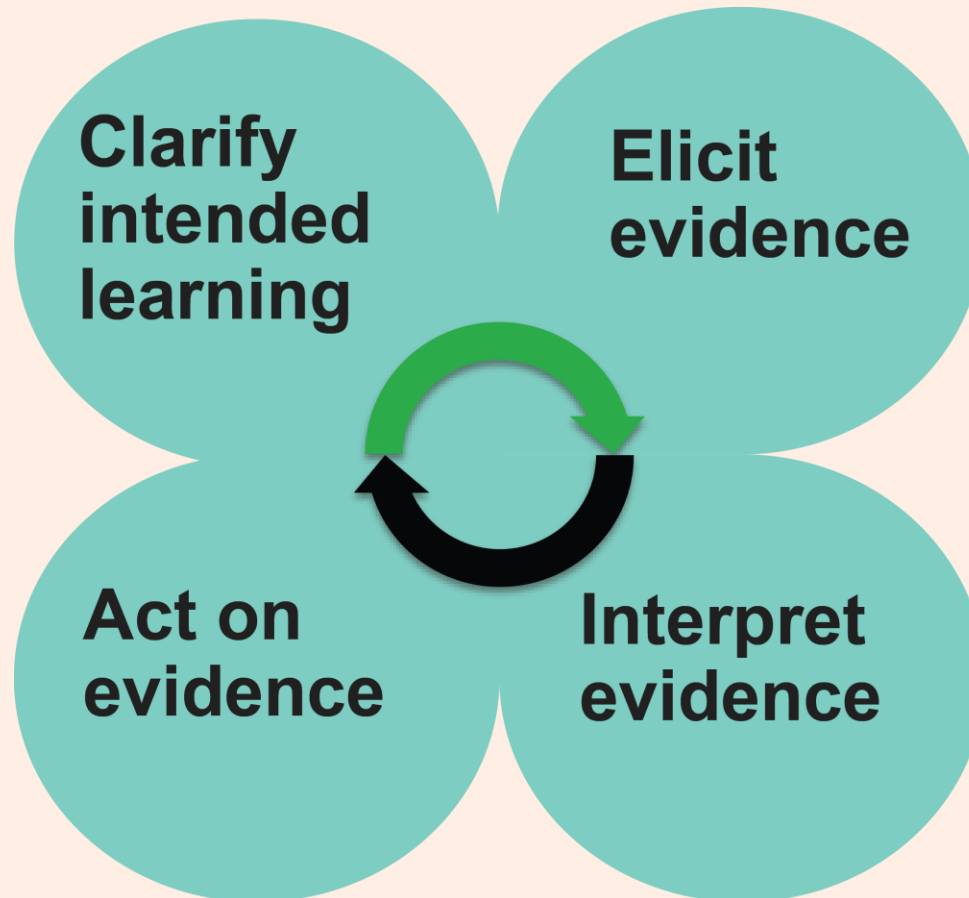 Clarify
intended
learning
Elicit
evidence
Act on
evidence
Interpret
evidence